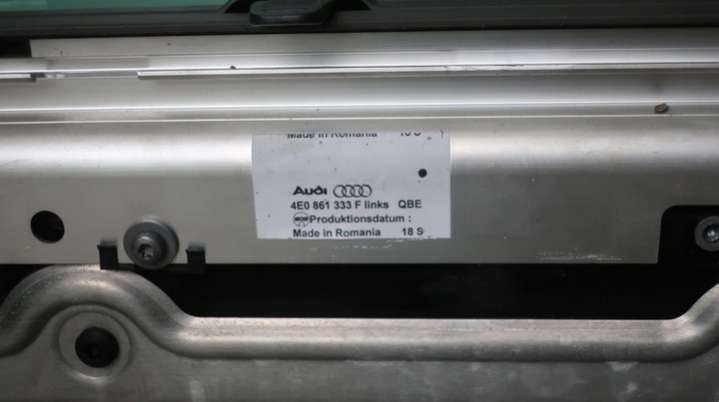 Made in Romania
Audi
4E0 861 333 F links QBE
Produktionsdatum :
Made in Romania 18 S